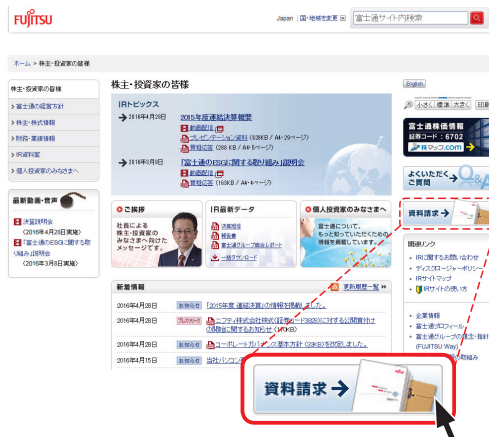 FUJITSU
Japan
国・地域を変更
富士通サイト内検索
ホーム > 株主・投資家の皆様
株主・投資家の皆様
富士通の経営方針
株主・株式情報
財務・業績情報
IR資料室
個人投資家のみなさまへ
最新動画・音声
決算説明会
(2016年4月28日実施)
「富士通のESGに関する取
り組み」説明会
(2016年3月8日実施)
株主・投資家の皆様
IRトピックス
2016年4月28日
2015年度連結決算概要
動画配信
プレゼンテーション資料 (828KB / A4・29ページ)
質疑応答 (288 KB / A4・5ページ)
2016年3月8日
「富士通のESGに関する取り組み」説明会
動画配信
質疑応答 (163KB / A4・4ページ)
ご挨拶
社長による
株主・投資家の
みなさまへ向けた
メッセージです。
IR最新データ
決算短信
報告書
富士通グループ統合レポート
一括ダウンロード
個人投資家のみなさまへ
富士通について、
もっと知っていただくための
情報を掲載しています。
新着情報
更新履歴一覧
2016年4月28日
お知らせ
「2015年度 連結決算」の情報を掲載しました。
2016年4月28日
プレスリリース
ニフティ株式会社株式(証券コード3828)に対する公開買付け
の開始に関するお知らせ
2016年4月28日
お知らせ
コーポレートガバナンス基本方針 (33KB)を改定しました。
2016年4月15日
お知らせ
当社パソコン
English
小さく
標準
大きく
印刷
富士通株価情報
証券コード:6702
株マップ.com
よくいただく
ご質問
Q&A
資料請求
関連リンク
IRに関するお問い合わせ
ディスクロージャーポリシー
IRサイトマップ
IRサイトの使い方
企業情報
富士通プロフィール
富士通グループの理念・指針
(FUJITSU Way)
の取組み
資料請求